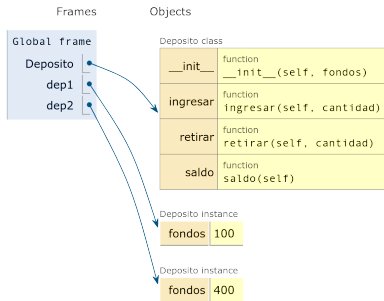 Frames Objects
Global frame
Deposito
dep1
dep2
Deposito class
__init__ function
__init__(self, fondos)
ingresar function
ingresar(self, cantidad)
retirar function
retirar(self, cantidad)
saldo function
saldo(self)
Deposito instance
fondos 100
Deposito instance
fondos 400